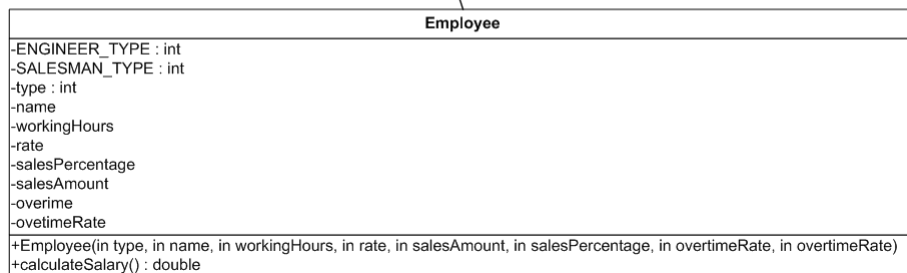 Employee
-ENGINEER_TYPE : int
-SALESMAN_TYPE : int
-type : int
-name
-workingHours
-rate
-salesPercentage
-salesAmount
-overime
-ovetimeRate
+Employee(in type, in name, in workingHours, in rate, in salesAmount, in salesPercentage, in overtimeRate, in overtimeRate)
+calculateSalary() : double